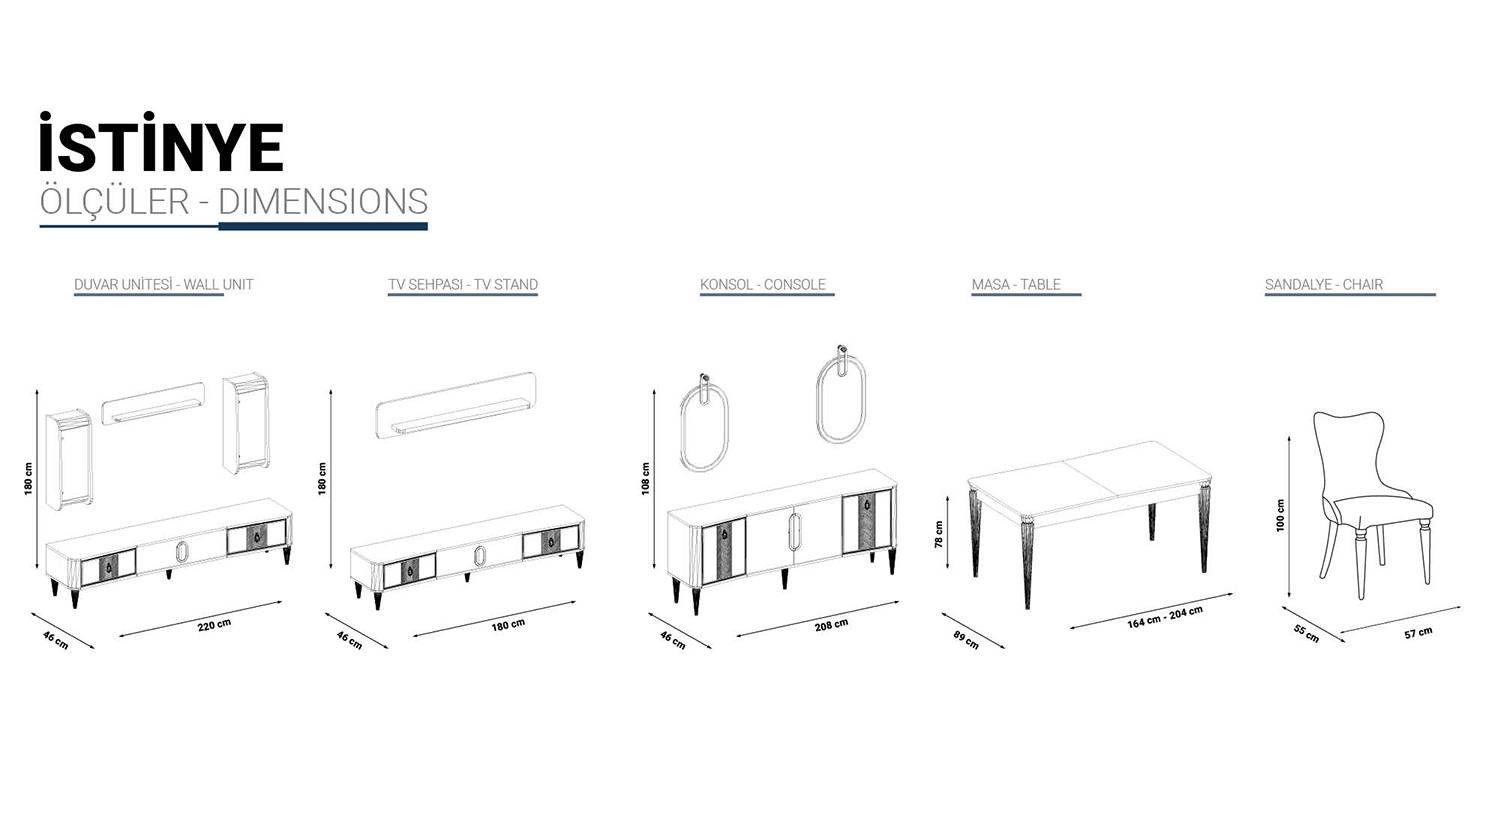 İSTİNYE
ÖLÇÜLER - DIMENSIONS
DUVAR UNİTESİ - WALL UNIT
TV SEHPASI - TV STAND
KONSOL - CONSOLE
MASA - TABLE
SANDALYE - CHAIR
180 cm
46 cm
220 cm
180 cm
46 cm
180 cm
108 cm
46 cm
208 cm
78 cm
89 cm
164 cm - 204 cm
100 cm
55 cm
57 cm